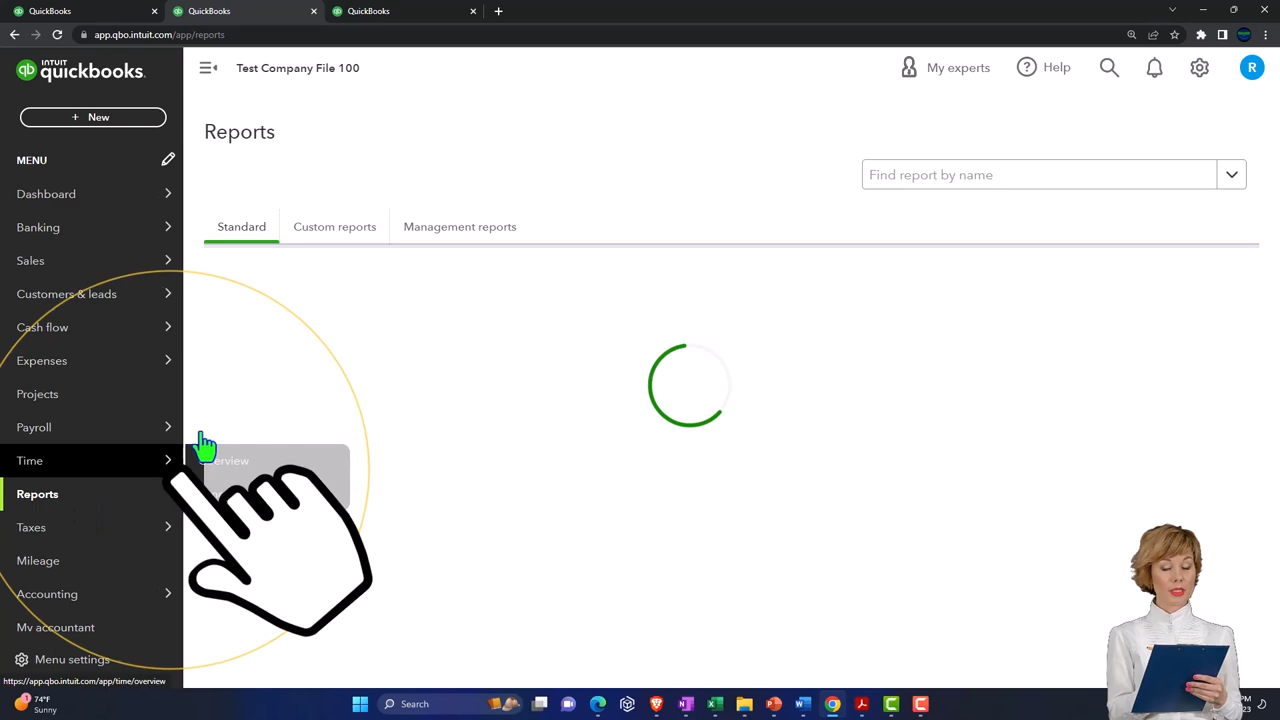 QuickBooks
QuickBooks
QuickBooks
app.qbo.intuit.com/app/reports
INTUIT
quickbooks.
Test Company File 100
My experts
Help
R
+ New
Reports
MENU
Find report by name
Dashboard
Banking
Standard
Custom reports
Management reports
Sales
Customers & leads
Cash flow
Expenses
Projects
Payroll
Time
Reports
Taxes
Mileage
Accounting
My accountant
Menu settings
https://app.qbo.intuit.com/app/time/overview
74°F
Sunny
Search